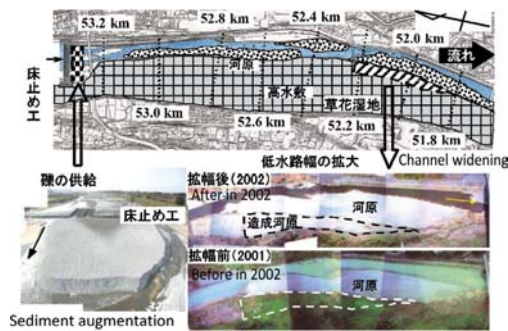 53.2 km
52.8 km
52.4 km
52.0 km
河原
流れ
床止め工
高水敷
草花湿地
53.0 km
52.6 km
52.2 km
51.8 km
低水路幅の拡大
Channel widening
礫の供給
床止め工
Sediment augmentation
拡幅後(2002)
After in 2002
河原
造成河原
拡幅前(2001)
Before in 2002
河原